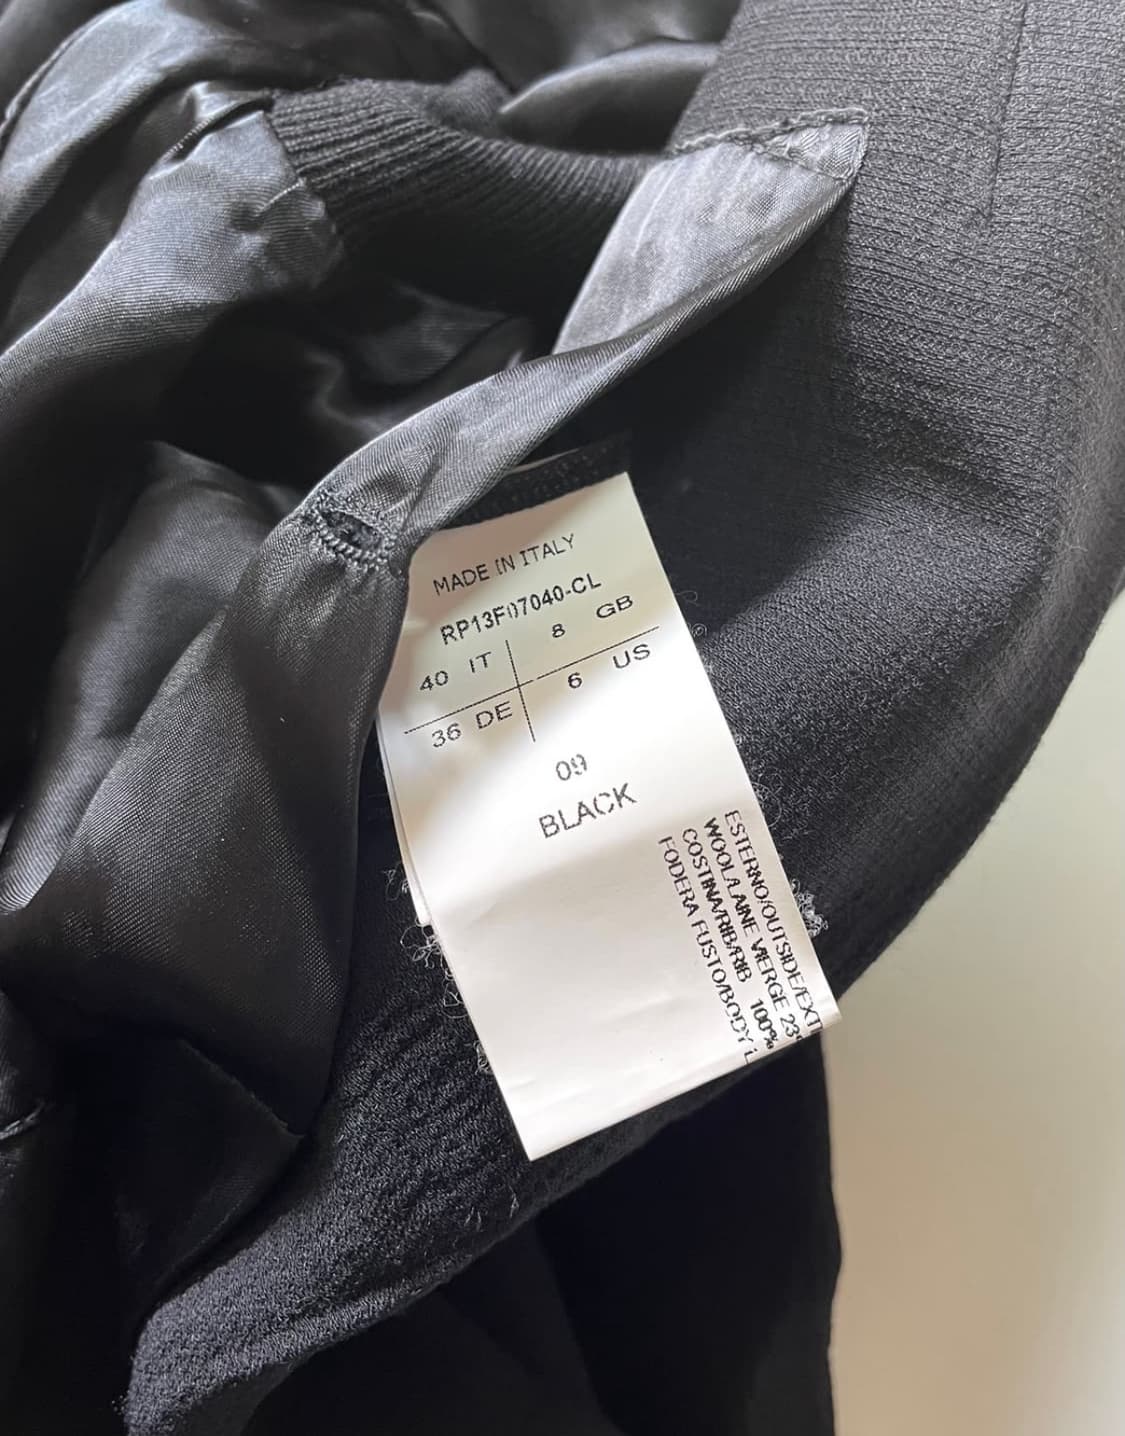 MADE IN ITALY
RP13F07040-CL
40 IT 8 GB
36 DE 6 US
09
BLACK
ESTERNO/OUTSIDE/EXT
WOOL/LAINE VIERGE 23%
COSTINA/RIB/RIB 100%
FODERA FUSTO/BODY L